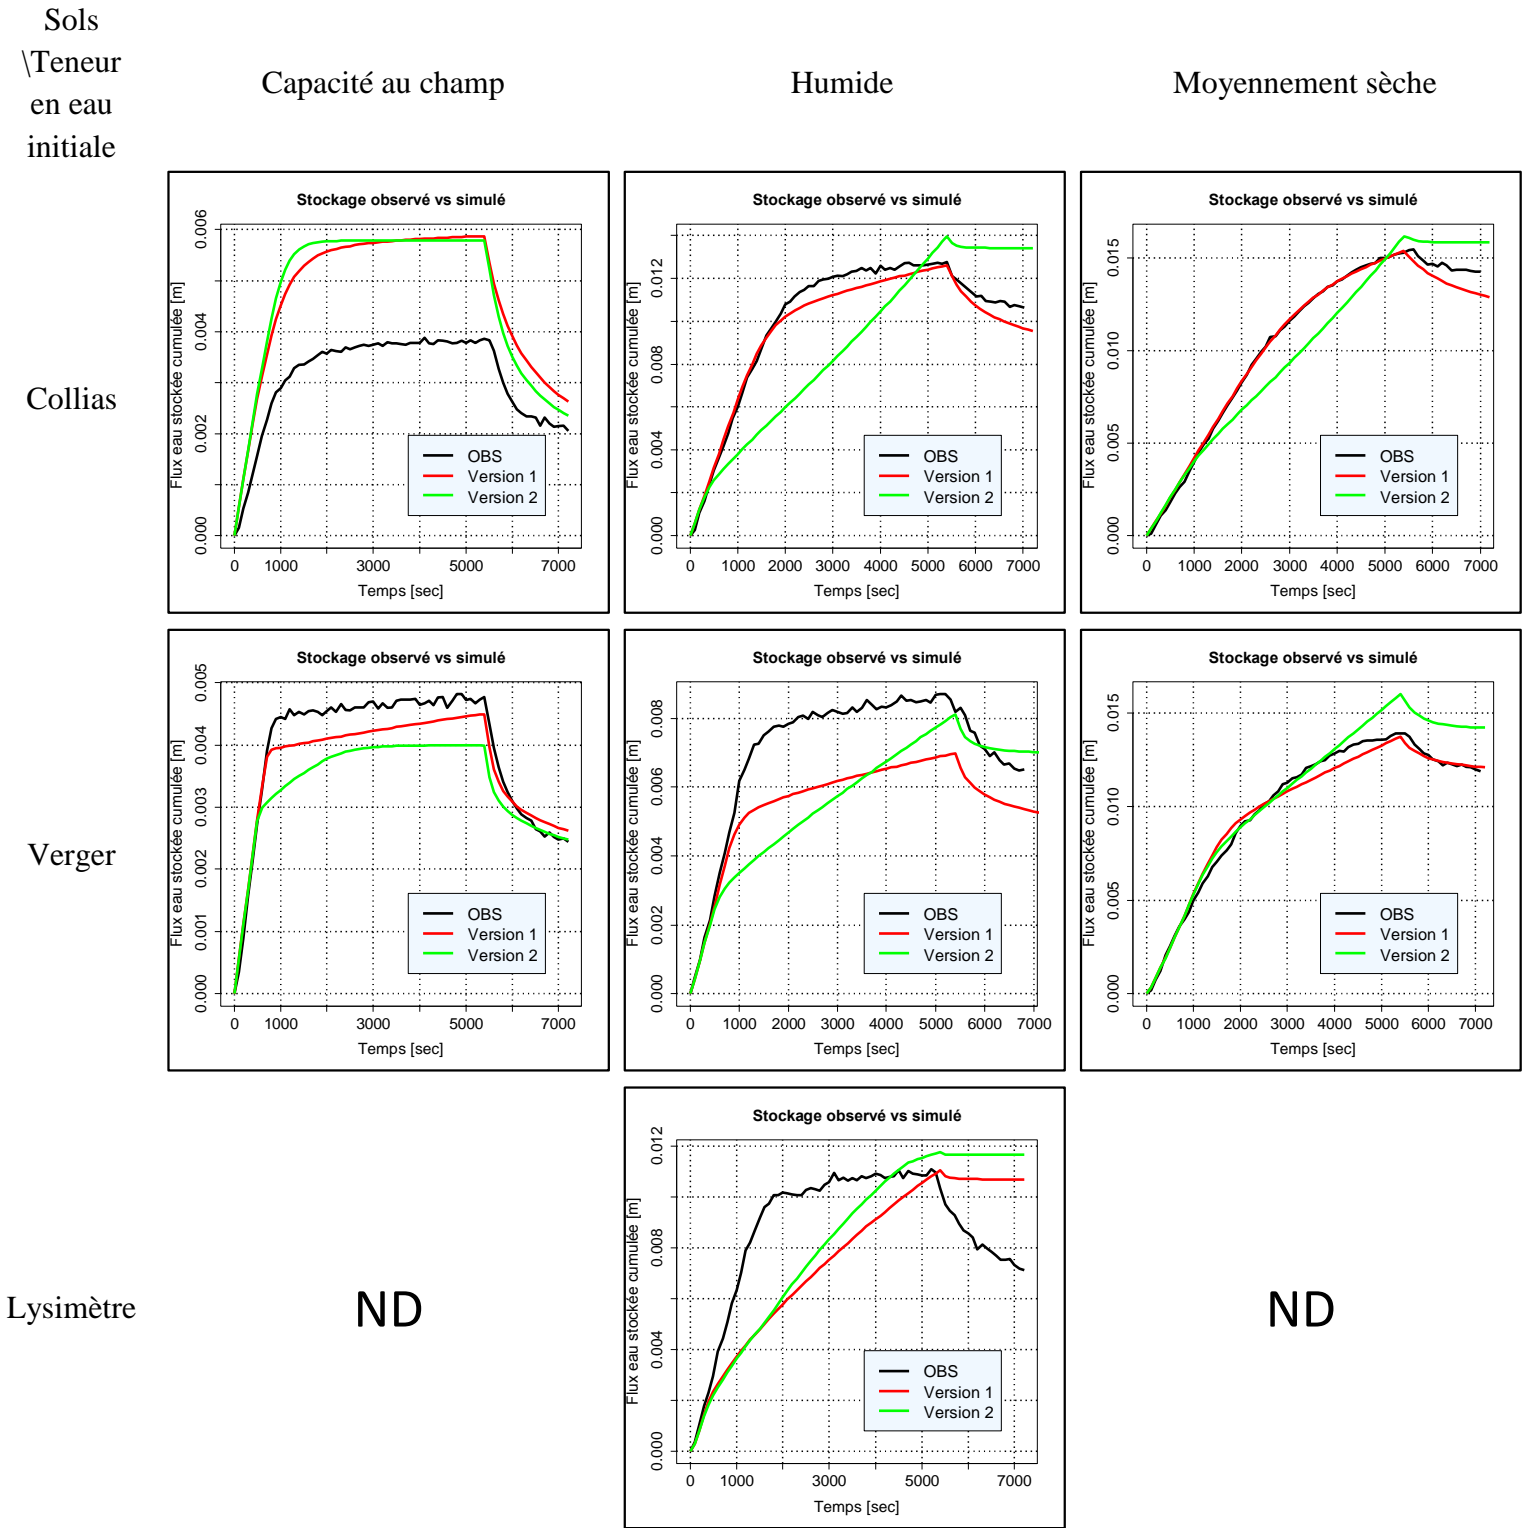 Sols
\Teneur
en eau
initiale
Capacité au champ
Humide
Moyennement sèche
Collias
Stockage observé vs simulé
Flux eau stockée cumulée [m]
0.006
0.004
0.002
0.000
OBS
Version 1
Version 2
0 1000 3000 5000 7000
Temps [sec]
Stockage observé vs simulé
Flux eau stockée cumulée [m]
0.012
0.008
0.004
0.000
OBS
Version 1
Version 2
0 1000 2000 3000 4000 5000 6000 7000
Temps [sec]
Stockage observé vs simulé
Flux eau stockée cumulée [m]
0.015
0.010
0.005
0.000
OBS
Version 1
Version 2
0 1000 2000 3000 4000 5000 6000 7000
Temps [sec]
Verger
Stockage observé vs simulé
Flux eau stockée cumulée [m]
0.005
0.004
0.003
0.002
0.001
0.000
OBS
Version 1
Version 2
0 1000 3000 5000 7000
Temps [sec]
Stockage observé vs simulé
Flux eau stockée cumulée [m]
0.008
0.006
0.004
0.002
0.000
OBS
Version 1
Version 2
0 1000 2000 3000 4000 5000 6000 7000
Temps [sec]
Stockage observé vs simulé
Flux eau stockée cumulée [m]
0.015
0.010
0.005
0.000
OBS
Version 1
Version 2
0 1000 2000 3000 4000 5000 6000 7000
Temps [sec]
Lysimètre
ND
Stockage observé vs simulé
Flux eau stockée cumulée [m]
0.012
0.008
0.004
0.000
OBS
Version 1
Version 2
0 1000 3000 5000 7000
Temps [sec]
ND